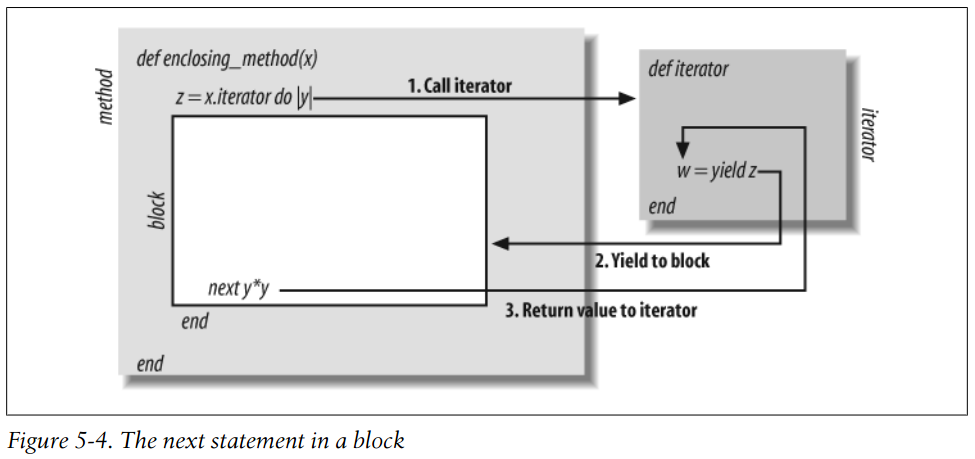 method
def enclosing_method(x)
z = x.iterator do |y|
1. Call iterator
def iterator
iterator
w = yield z
end
block
2. Yield to block
next y*y
3. Return value to iterator
end
end
Figure 5-4. The next statement in a block